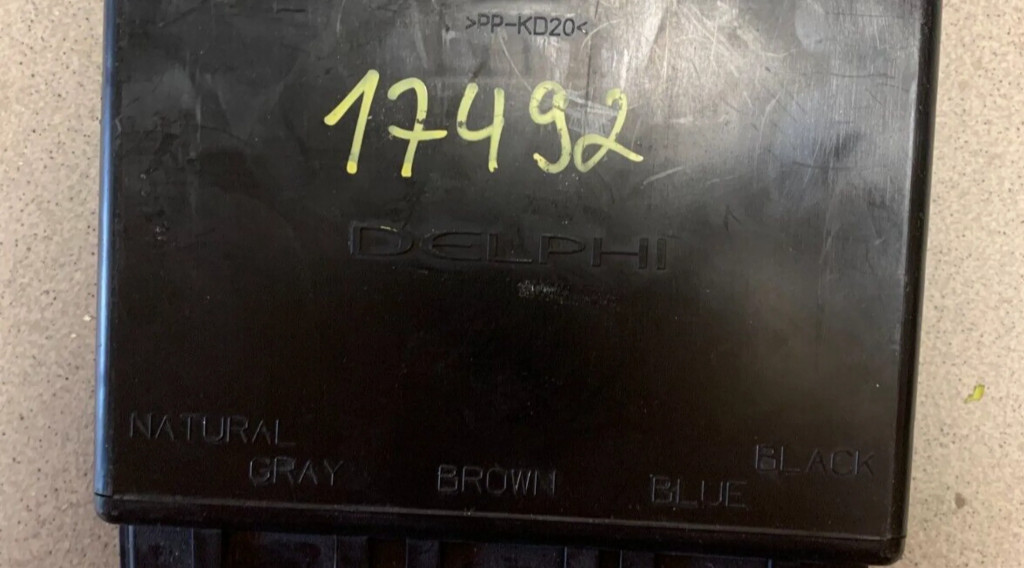 >PP-KD20<
17492
DELPHI
NATURAL
GRAY
BROWN
BLUE
BLACK